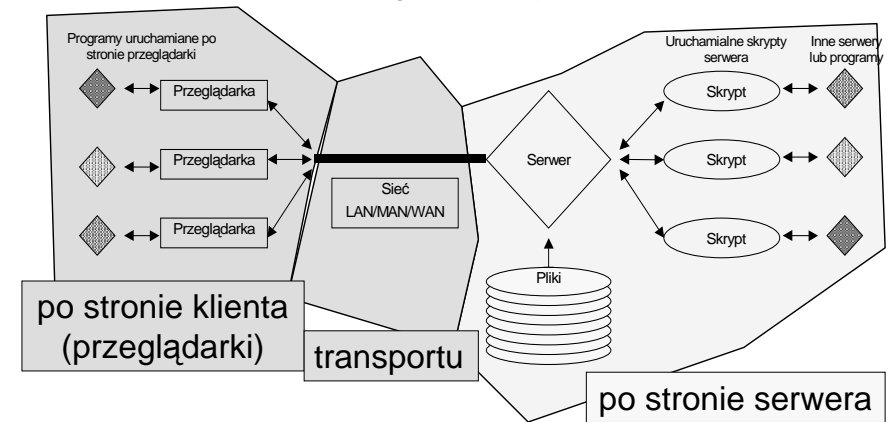 Programy uruchamiane po
stronie przeglądarki
Uruchamialne skrypty
serwera
Inne serwery
lub programy
Przeglądarka
Skrypt
Przeglądarka
Serwer
Skrypt
Sieć
LAN/MAN/WAN
Przeglądarka
Skrypt
Pliki
po stronie klienta
(przeglądarki)
transportu
po stronie serwera